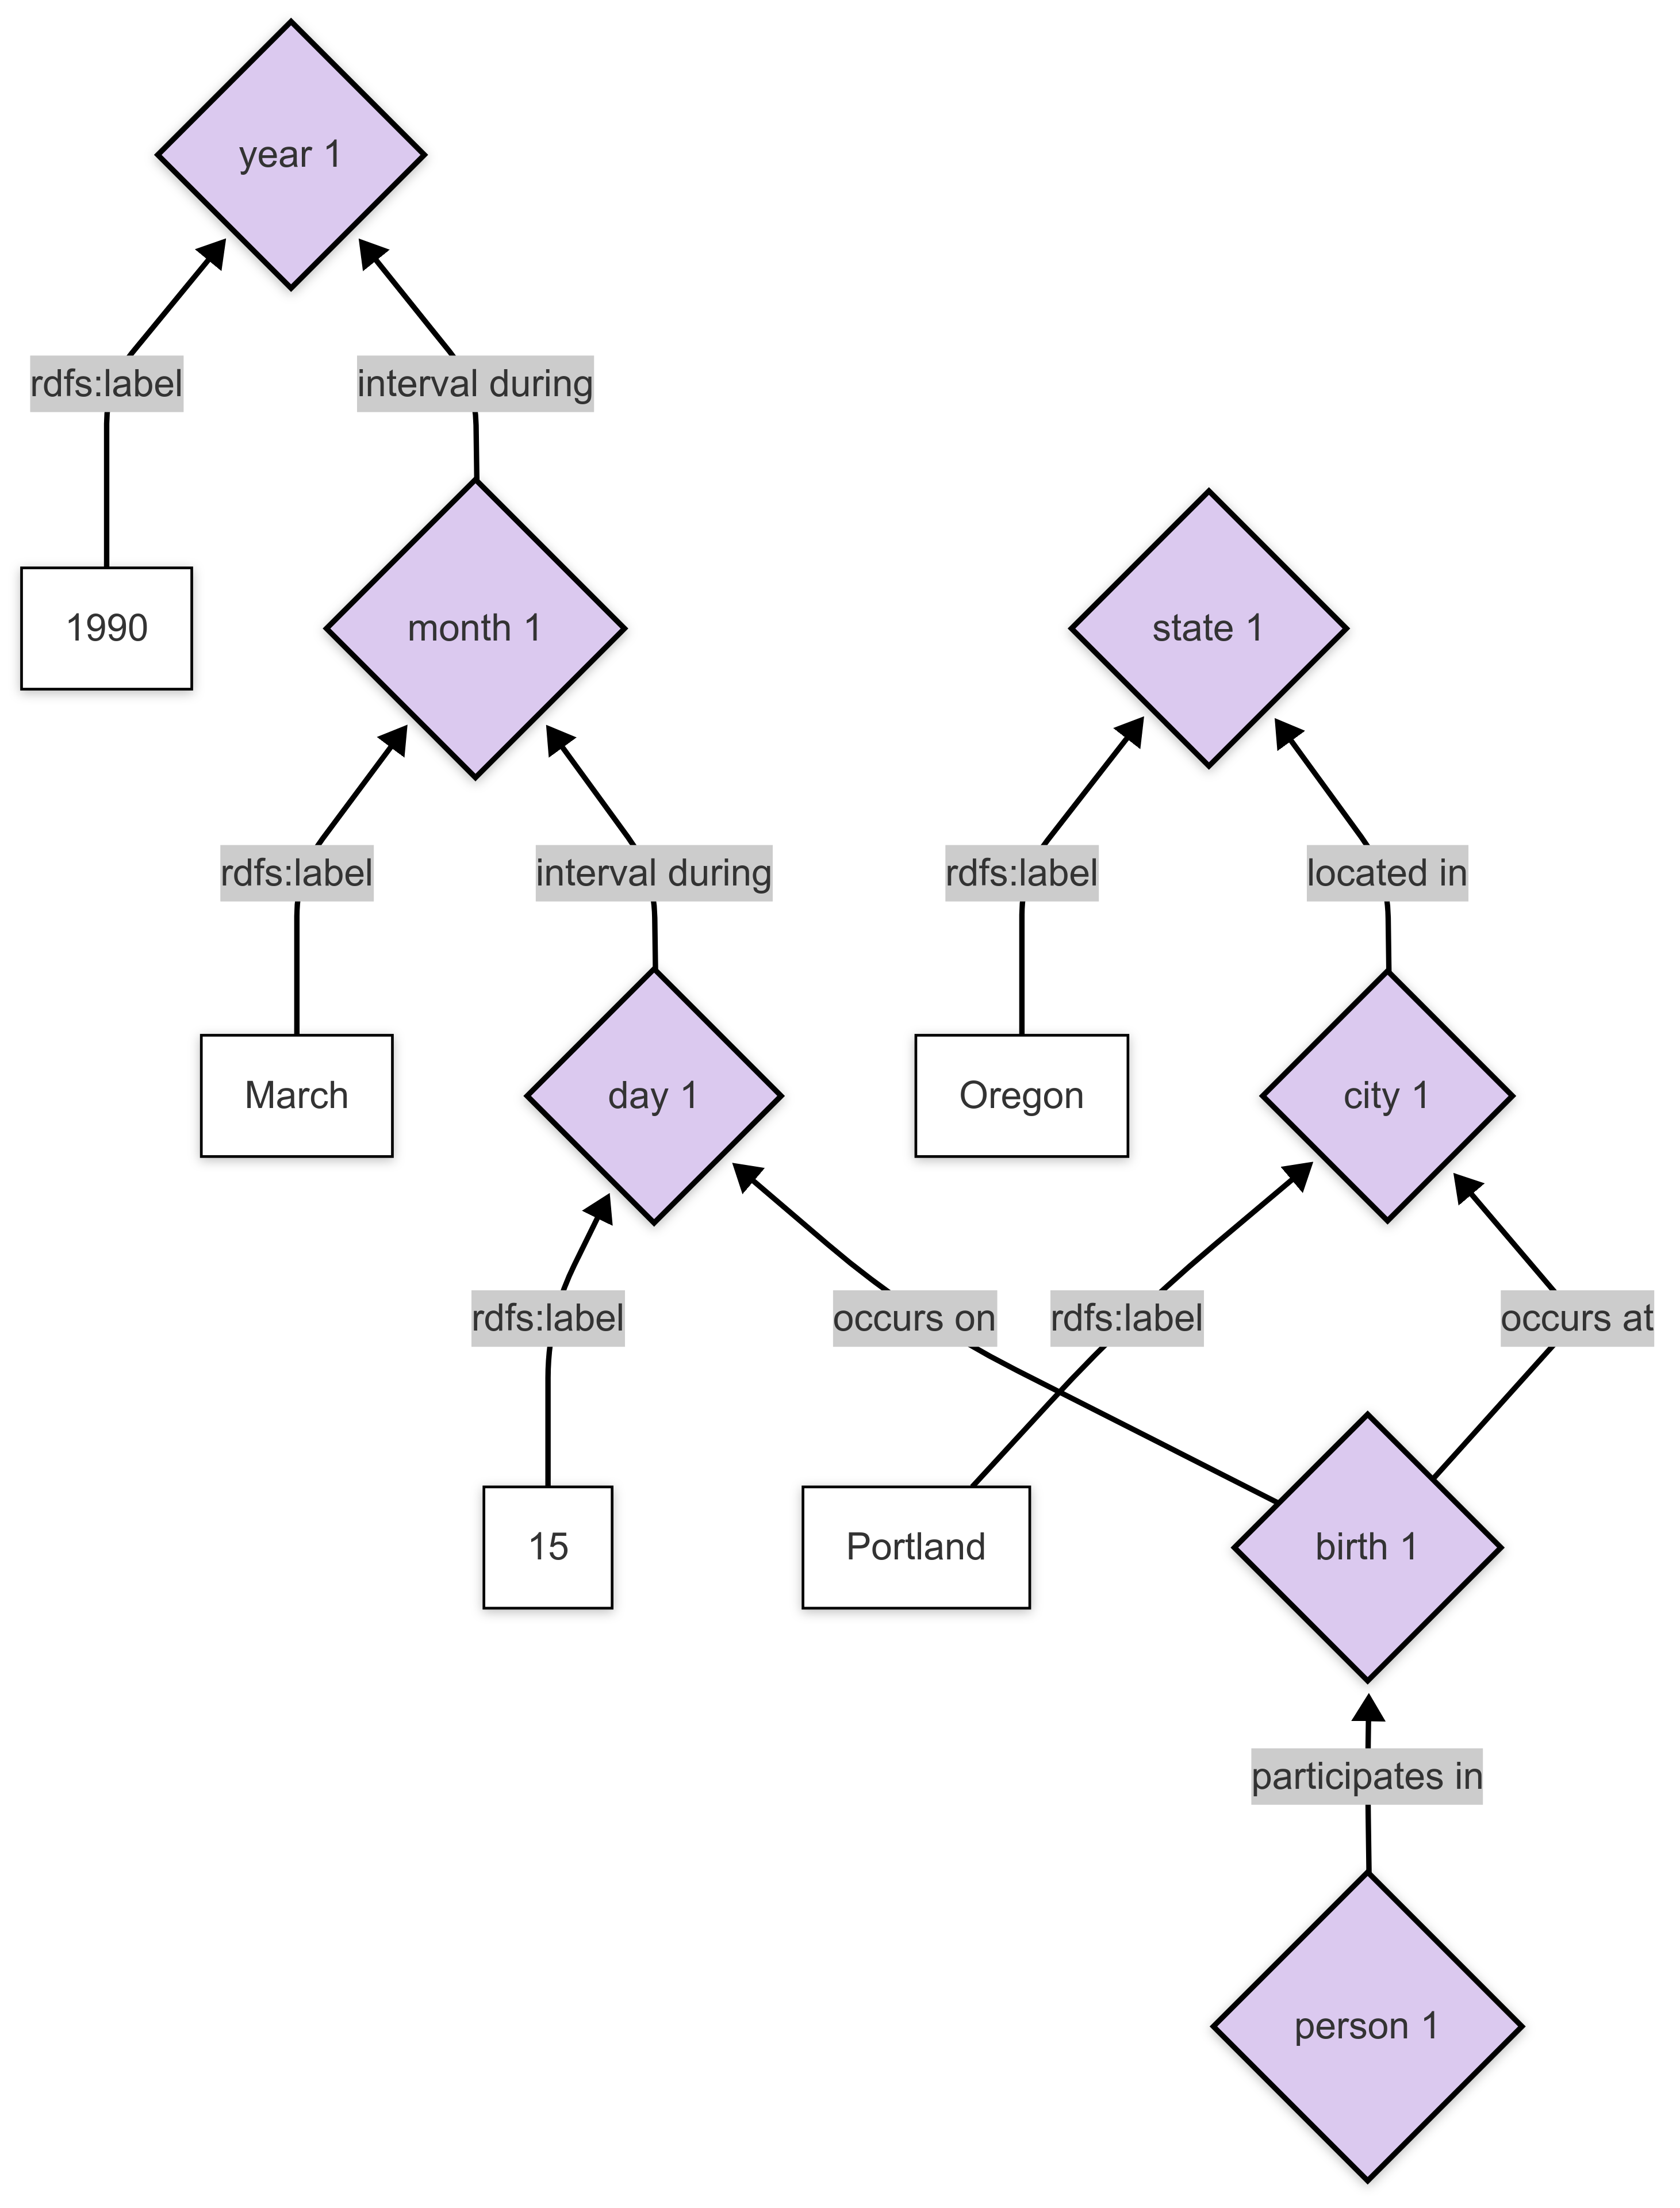 year 1
rdfs:label
interval during
1990
month 1
state 1
rdfs:label
interval during
rdfs:label
located in
March
day 1
Oregon
city 1
rdfs:label
occurs on
rdfs:label
occurs at
15
Portland
birth 1
participates in
person 1